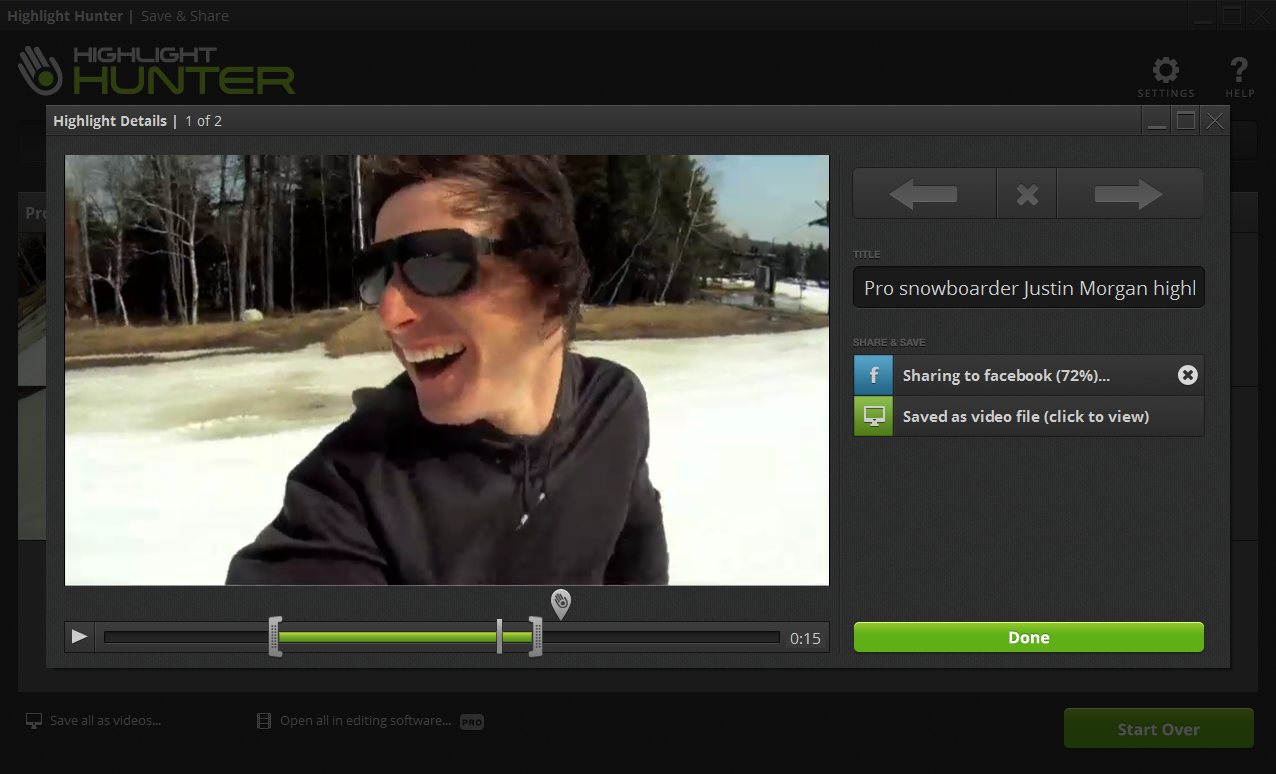 Highlight Hunter | Save & Share
HIGHLIGHT
HUNTER
SETTINGS
HELP
Highlight Details | 1 of 2
TITLE
Pro snowboarder Justin Morgan highl
SHARE & SAVE
f Sharing to facebook (72%)...
Saved as video file (click to view)
0:15
Done
Save all as videos...
Open all in editing software... PRO
Start Over